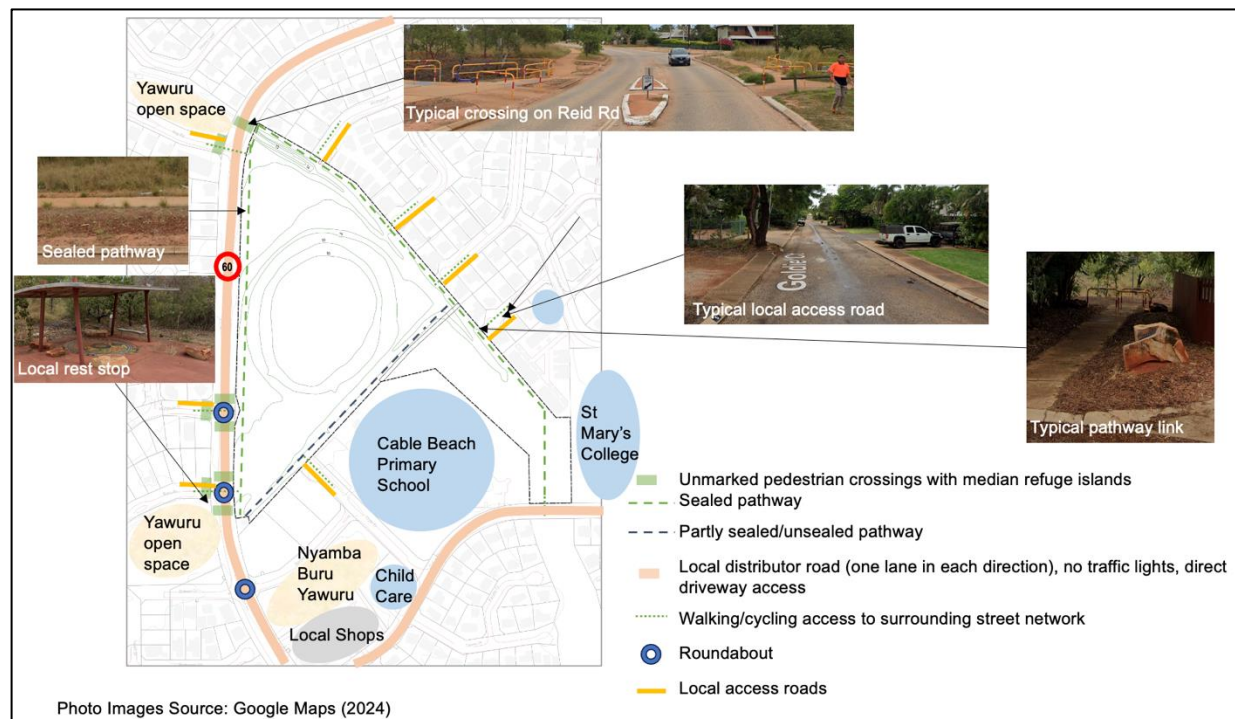 Yawuru
open space
Typical crossing on Reid Rd
Sealed pathway
60
Local rest stop
Goldie Ct
Typical local access road
Typical pathway link
Cable Beach
Primary
School
St
Mary's
College
Yawuru
open
space
Nyamba
Buru
Yawuru
Child
Care
Local Shops
Unmarked pedestrian crossings with median refuge islands
Sealed pathway
Partly sealed/unsealed pathway
Local distributor road (one lane in each direction), no traffic lights, direct
driveway access
Walking/cycling access to surrounding street network
Roundabout
Local access roads
Photo Images Source: Google Maps (2024)